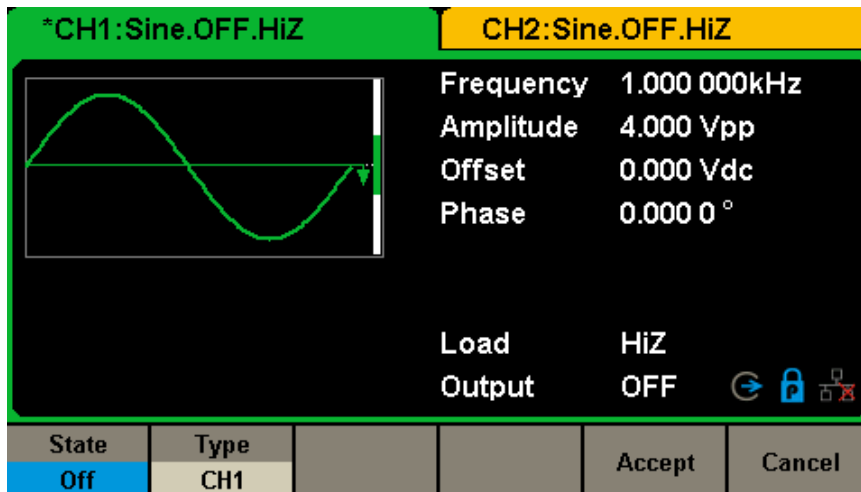 *CH1:Sine.OFF.HiZ
CH2:Sine.OFF.HiZ
Frequency 1.000 000kHz
Amplitude 4.000 Vpp
Offset 0.000 Vdc
Phase 0.000 0 °
Load HiZ
Output OFF
P
State Type Accept Cancel
Off CH1